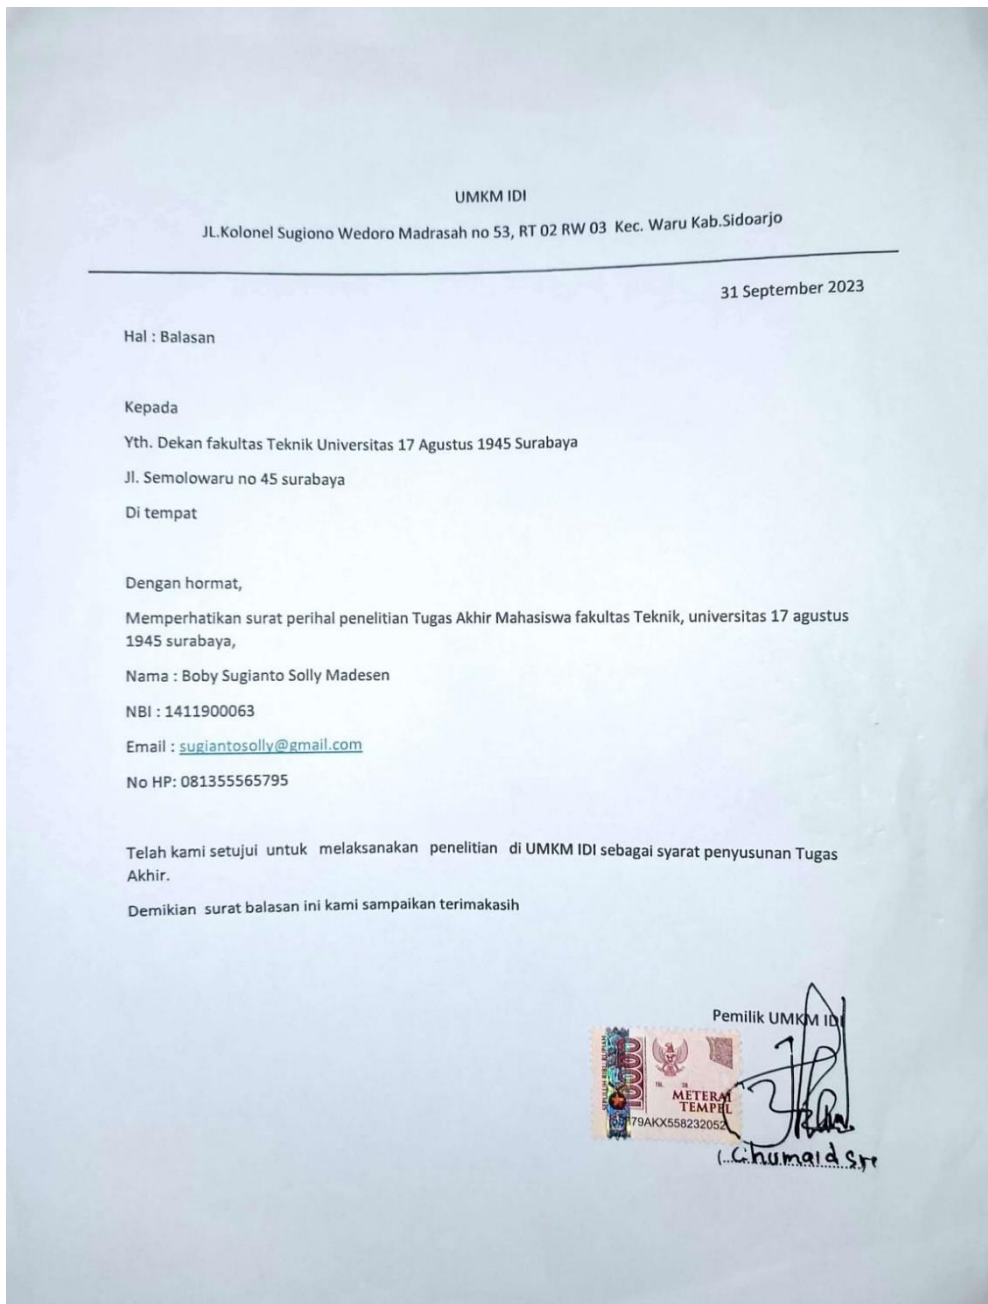 UMKM IDI
JL.Kolonel Sugiono Wedoro Madrasah no 53, RT 02 RW 03 Kec. Waru Kab.Sidoarjo
31 September 2023
Hal : Balasan
Kepada
Yth. Dekan fakultas Teknik Universitas 17 Agustus 1945 Surabaya
Jl. Semolowaru no 45 surabaya
Di tempat
Dengan hormat,
Memperhatikan surat perihal penelitian Tugas Akhir Mahasiswa fakultas Teknik, universitas 17 agustus
1945 surabaya,
Nama : Boby Sugianto Solly Madesen
NBI : 1411900063
Email : sugiantosolly@gmail.com
No HP: 081355565795
Telah kami setujui untuk melaksanakan penelitian di UMKM IDI sebagai syarat penyusunan Tugas
Akhir.
Demikian surat balasan ini kami sampaikan terimakasih
Pemilik UMKM IDI
10000
METERAI
TEMPEL